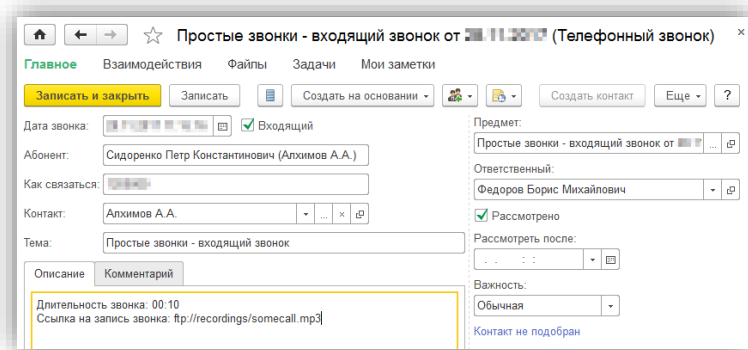 Простые звонки - входящий звонок от (Телефонный звонок)
Главное Взаимодействия Файлы Задачи Мои заметки
Записать и закрыть Записать Создать на основании Создать контакт Еще ?
Дата звонка: Входящий
Абонент: Сидоренко Петр Константинович (Алхимов А.А.)
Как связаться:
Контакт: Алхимов А.А.
Тема: Простые звонки - входящий звонок
Описание Комментарий
Длительность звонка: 00:10
Ссылка на запись звонка: ftp://recordings/somecall.mp3
Предмет:
Простые звонки - входящий звонок от
Ответственный:
Федоров Борис Михайлович
Рассмотрено
Рассмотреть после:
Важность:
Обычная
Контакт не подобран